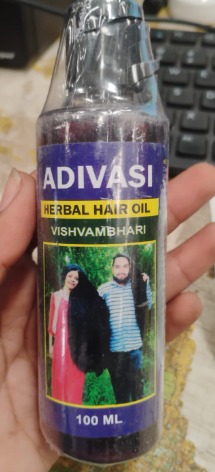 ADIVASI
HERBAL HAIR OIL
VISHVAMBHARI
100 ML